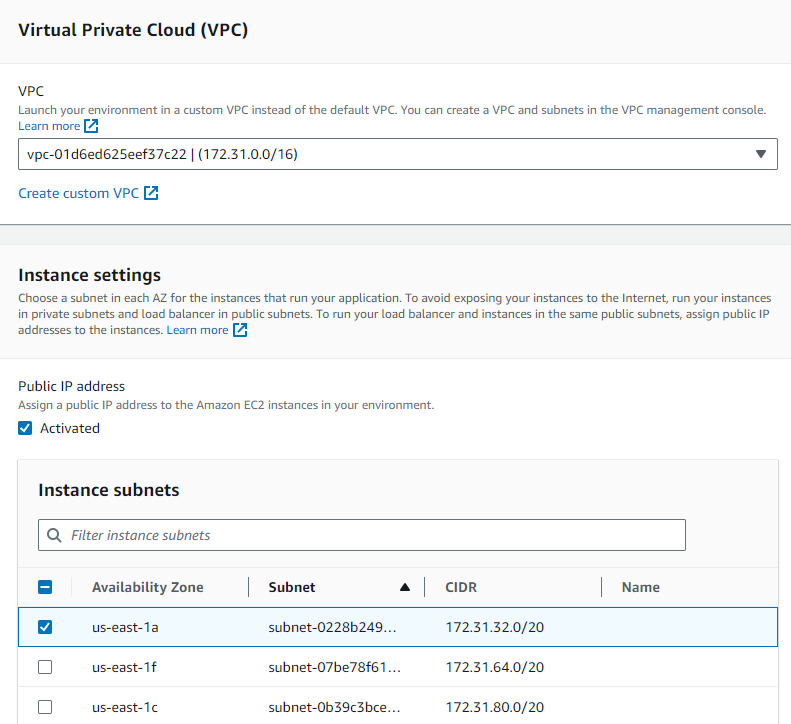 Virtual Private Cloud (VPC)
VPC
Launch your environment in a custom VPC instead of the default VPC. You can create a VPC and subnets in the VPC management console.
Learn more
vpc-01d6ed625eef37c22 | (172.31.0.0/16)
Create custom VPC
Instance settings
Choose a subnet in each AZ for the instances that run your application. To avoid exposing your instances to the Internet, run your instances
in private subnets and load balancer in public subnets. To run your load balancer and instances in the same public subnets, assign public IP
addresses to the instances. Learn more
Public IP address
Assign a public IP address to the Amazon EC2 instances in your environment.
Activated
Instance subnets
Filter instance subnets
Availability Zone Subnet CIDR Name
us-east-1a subnet-0228b249... 172.31.32.0/20
us-east-1f subnet-07be78f61... 172.31.64.0/20
us-east-1c subnet-0b39c3bce... 172.31.80.0/20